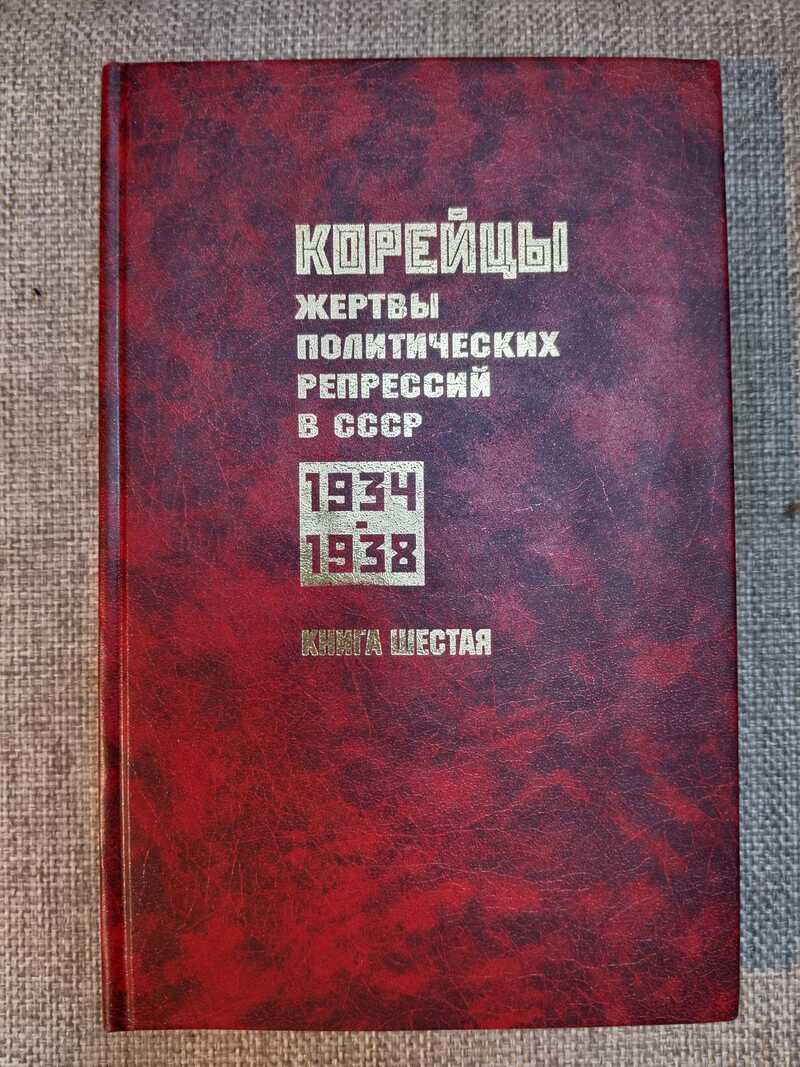 КОРЕЙЦЫ
ЖЕРТВЫ
ПОЛИТИЧЕСКИХ
РЕПРЕССИЙ
В СССР
1934
-
1938
КНИГА ШЕСТАЯ